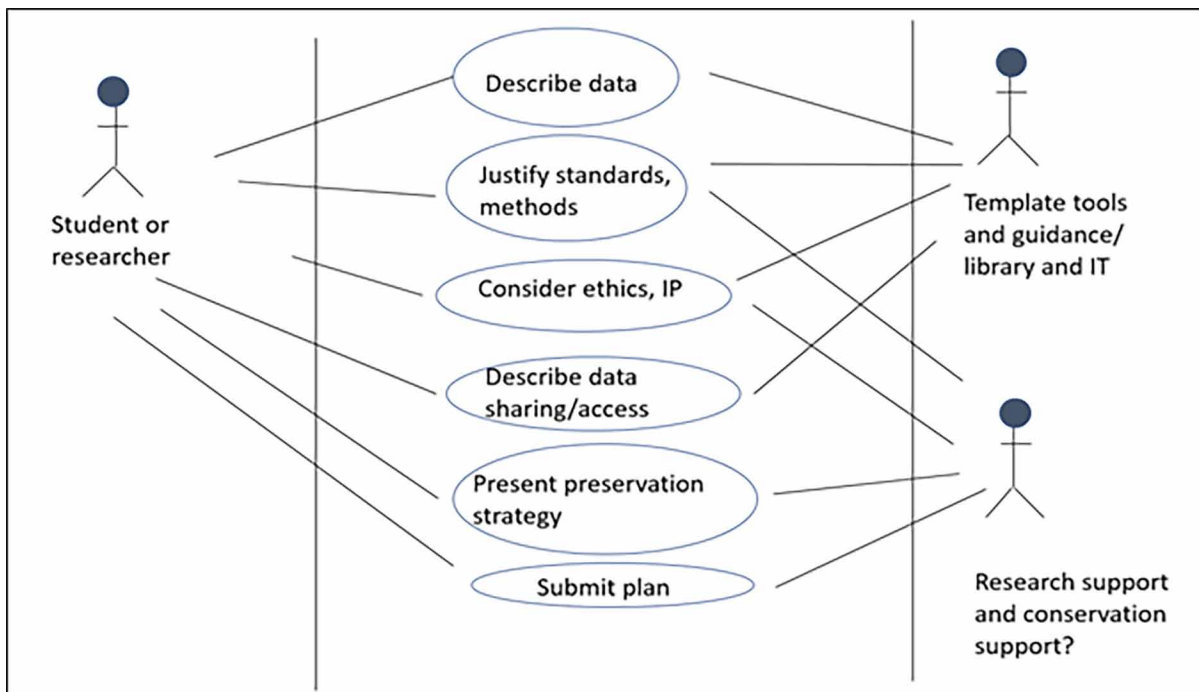 Describe data
Justify standards,
methods
Student or
researcher
Template tools
and guidance/
library and IT
Consider ethics, IP
Describe data
sharing/access
Present preservation
strategy
Submit plan
Research support
and conservation
support?